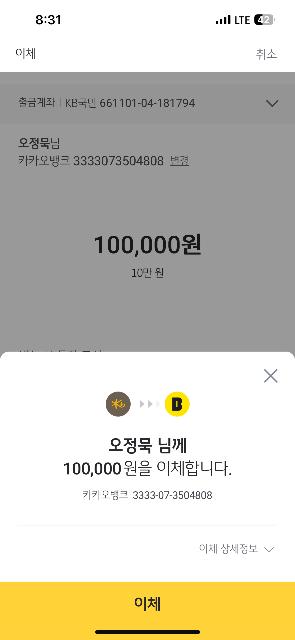 8:31
LTE 42
이체
취소
출금계좌 | KB국민 661101-04-181794
오정묵님
카카오뱅크 3333073504808 변경
100,000원
10만 원
오정묵 님께
100,000원을 이체합니다.
카카오뱅크 3333-07-3504808
이체 상세정보
이체